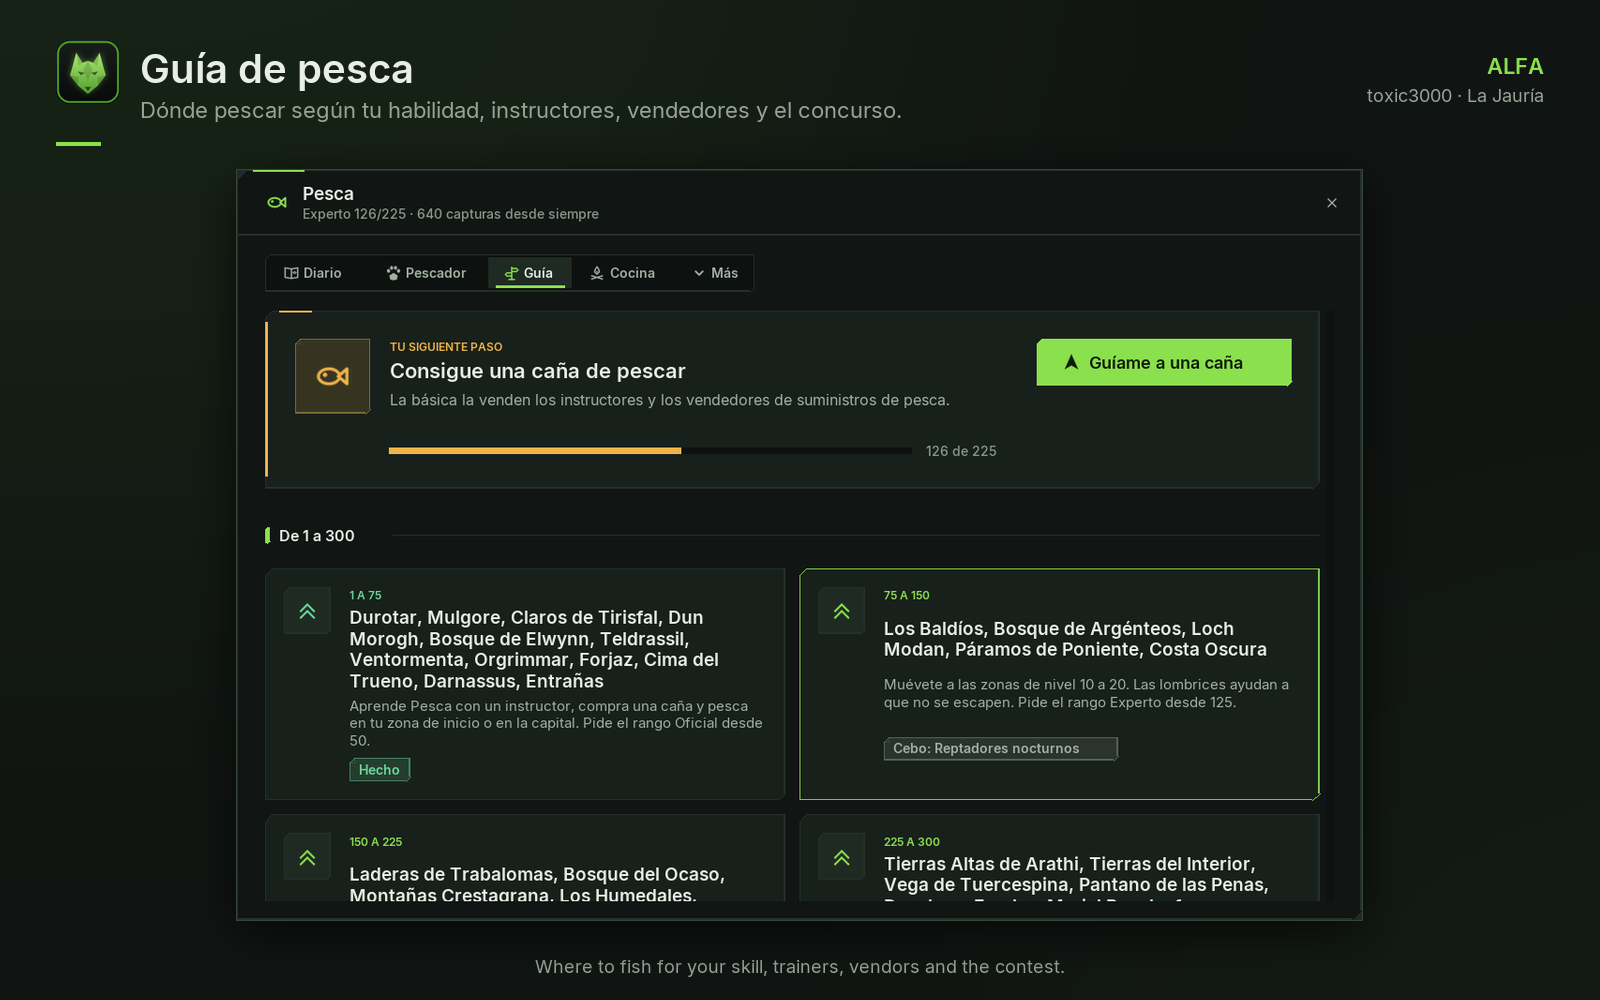 Guía de pesca
Dónde pescar según tu habilidad, instructores, vendedores y el concurso.
ALFA
toxic3000 · La Jauría
Pesca
Experto 126/225 · 640 capturas desde siempre
Diario
Pescador
Guía
Cocina
Más
TU SIGUIENTE PASO
Consigue una caña de pescar
La básica la venden los instructores y los vendedores de suministros de pesca.
Guíame a una caña
126 de 225
De 1 a 300
1 A 75
Durotar, Mulgore, Claros de Tirisfal, Dun
Morogh, Bosque de Elwynn, Teldrassil,
Ventormenta, Orgrimmar, Forjaz, Cima del
Trueno, Darnassus, Entrañas
Aprende Pesca con un instructor, compra una caña y pesca
en tu zona de inicio o en la capital. Pide el rango Oficial desde
50.
Hecho
75 A 150
Los Baldíos, Bosque de Argénteos, Loch
Modan, Páramos de Poniente, Costa Oscura
Muévete a las zonas de nivel 10 a 20. Las lombrices ayudan a
que no se escapen. Pide el rango Experto desde 125.
Cebo: Reptadores nocturnos
150 A 225
Laderas de Trabalomas, Bosque del Ocaso,
Montañas Crestagrana, Los Humedales,
225 A 300
Tierras Altas de Arathi, Tierras del Interior,
Vega de Tuercespina, Pantano de las Penas,
Where to fish for your skill, trainers, vendors and the contest.